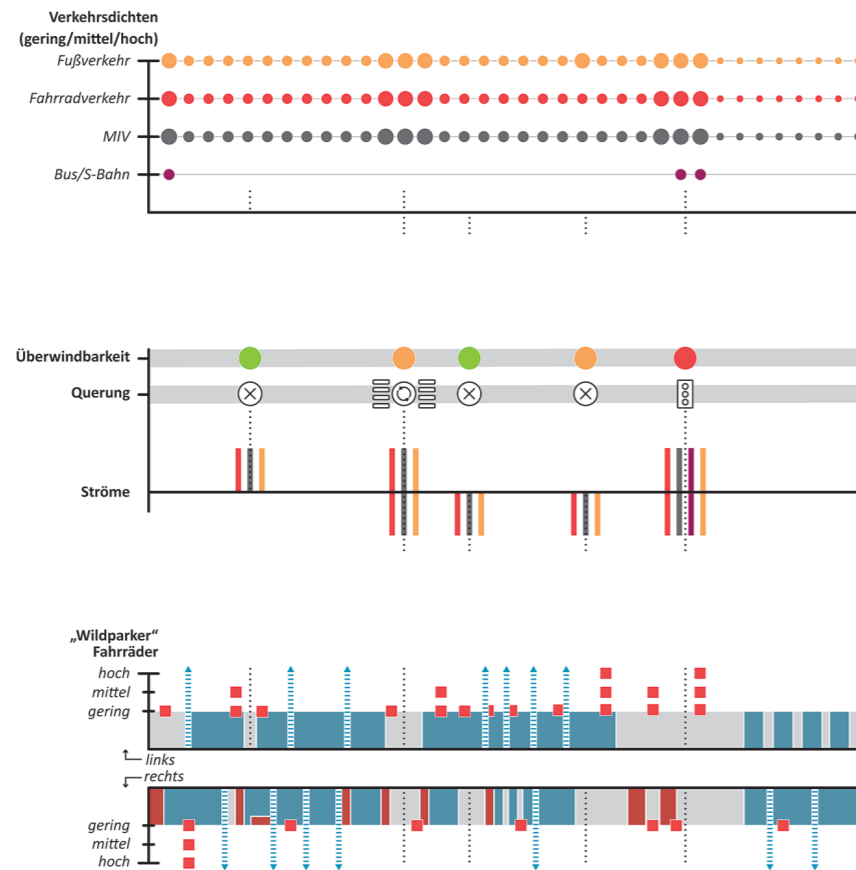 Verkehrsdichten
(gering/mittel/hoch)
Fußverkehr
Fahrradverkehr
MIV
Bus/S-Bahn
Überwindbarkeit
Querung
Ströme
„Wildparker“
Fahrräder
hoch
mittel
gering
links
rechts
gering
mittel
hoch